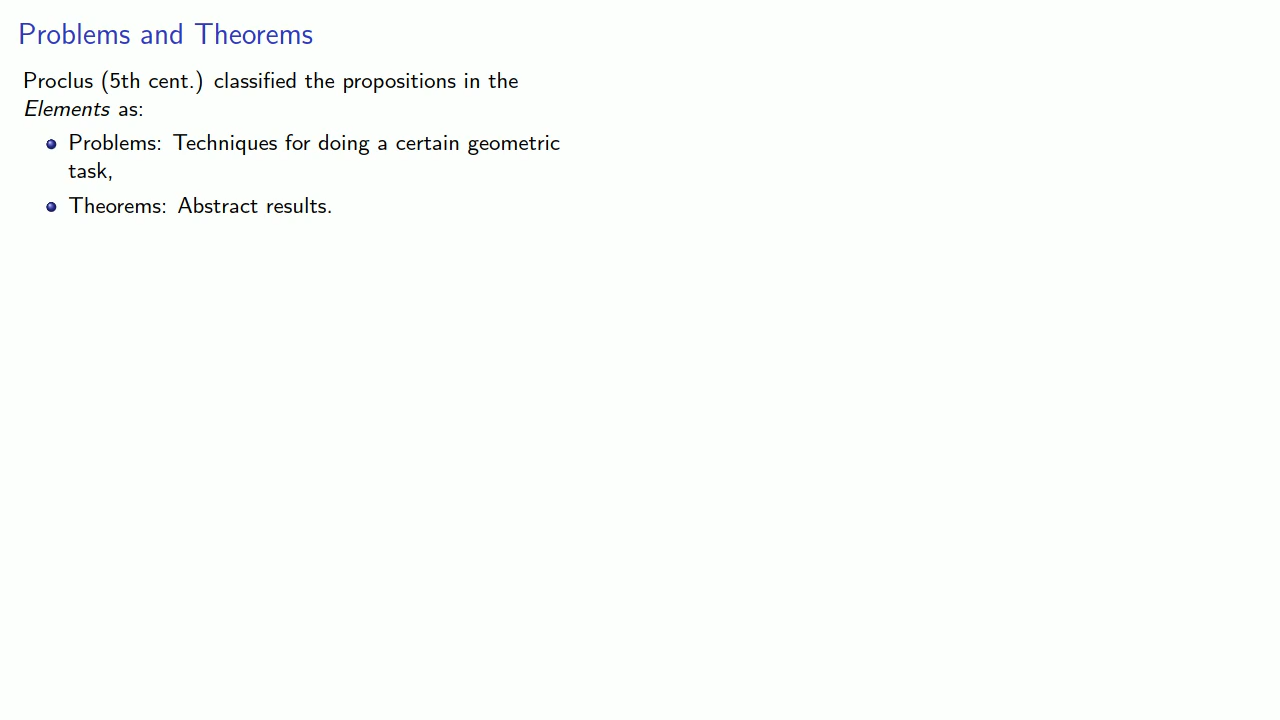 Problems and Theorems
Proclus (5th cent.) classified the propositions in the
Elements as:
Problems: Techniques for doing a certain geometric
task,
Theorems: Abstract results.